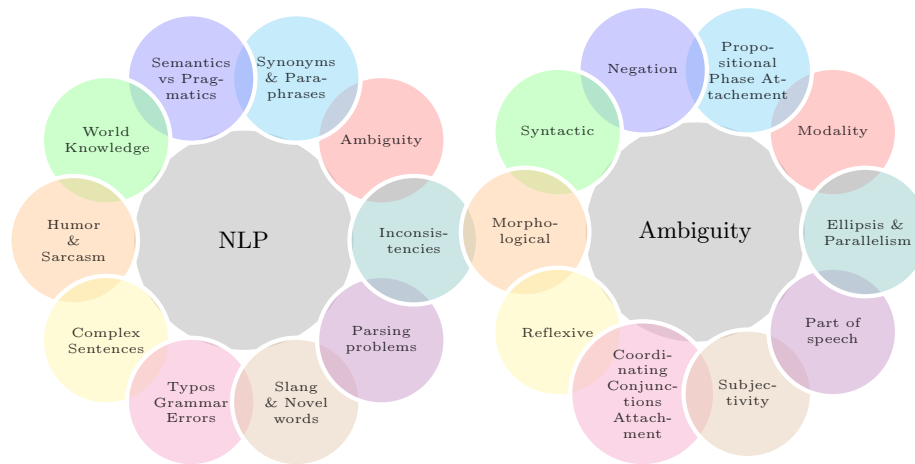 NLP
Ambiguity
Synonyms
& Para-
phrases
Semantics
vs Prag-
matics
World
Knowledge
Humor
&
Sarcasm
Complex
Sentences
Typos
Grammar
Errors
Slang
& Novel
words
Parsing
problems
Inconsis-
tencies
Ambiguity
Modality
Propo-
sitional
Phase At-
tachement
Negation
Syntactic
Morpho-
logical
Reflexive
Coordi-
nating
Conjunc-
tions
Attach-
ment
Subjec-
tivity
Part of
speech
Ellipsis &
Parallelism